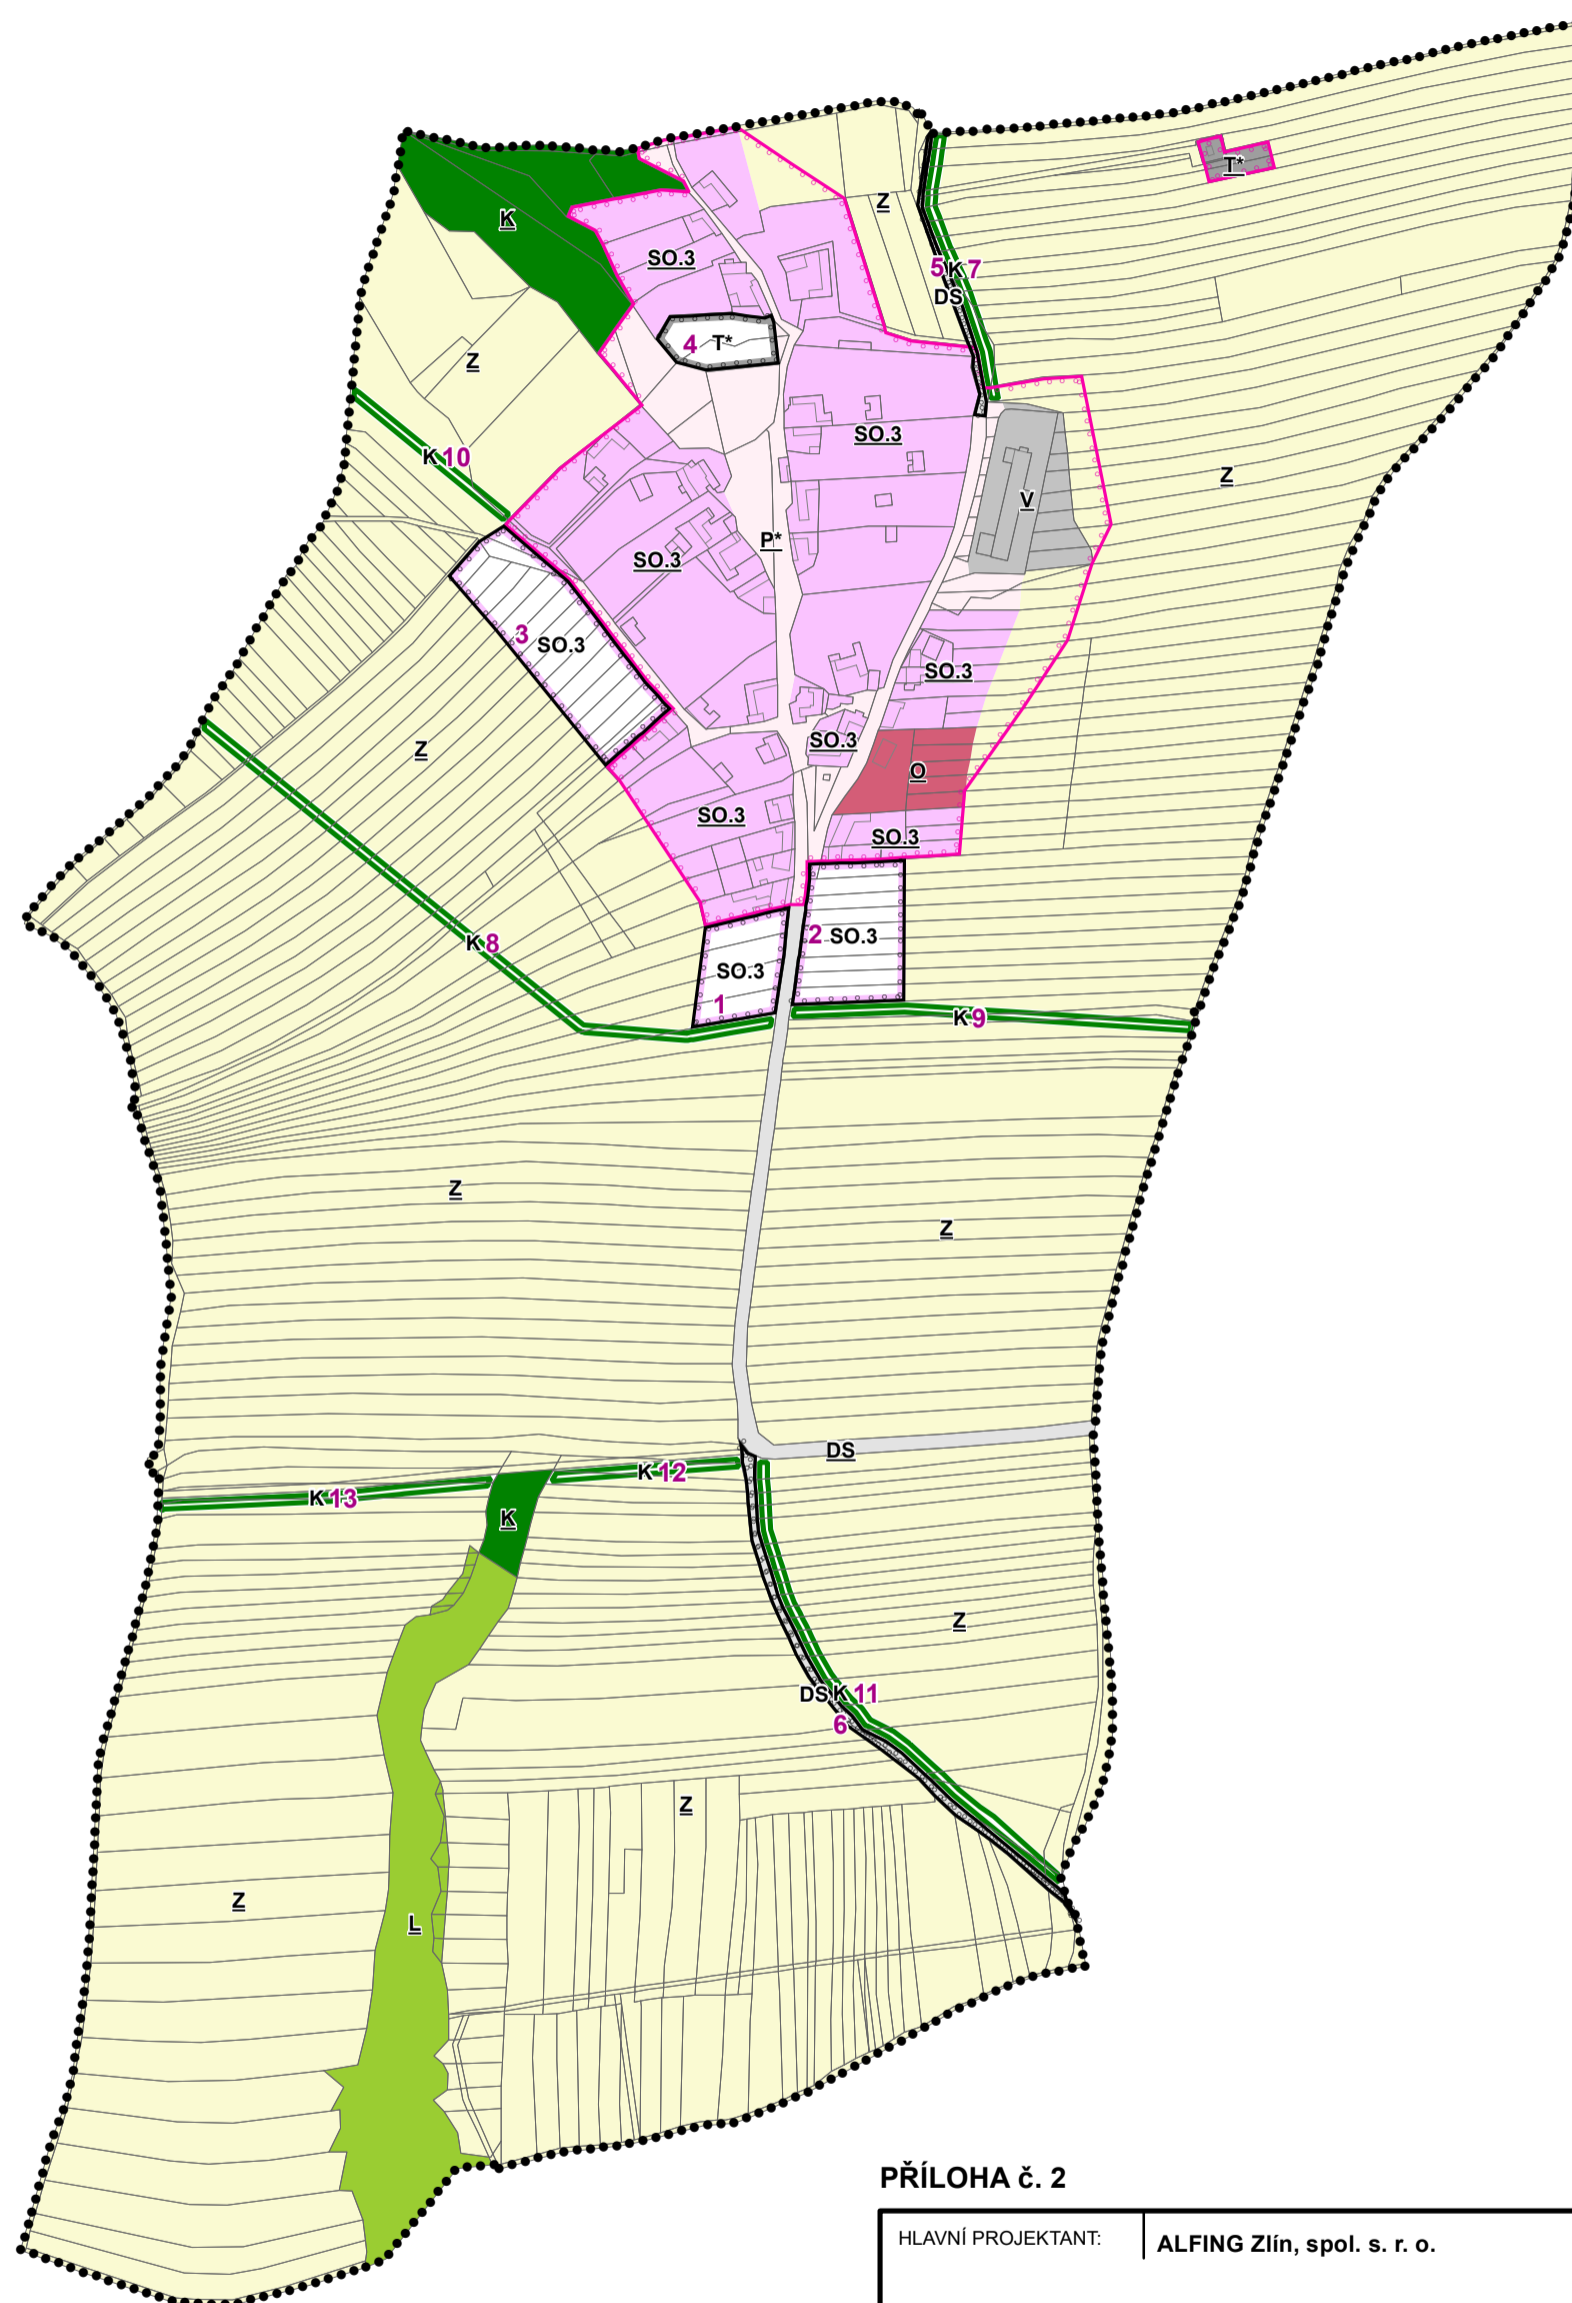 T*
K
Z
SO.3
5 K 7
DS
4 T*
Z
SO.3
K 10
Z
V
P*
SO.3
3 SO.3
SO.3
SO.3
Z
O
SO.3
SO.3
2 SO.3
K 8
SO.3
1
K 9
Z
Z
DS
K 12
K 13
K
Z
DS K 11
6
Z
Z
L
PŘÍLOHA č. 2
HLAVNÍ PROJEKTANT: ALFING Zlín, spol. s. r. o.